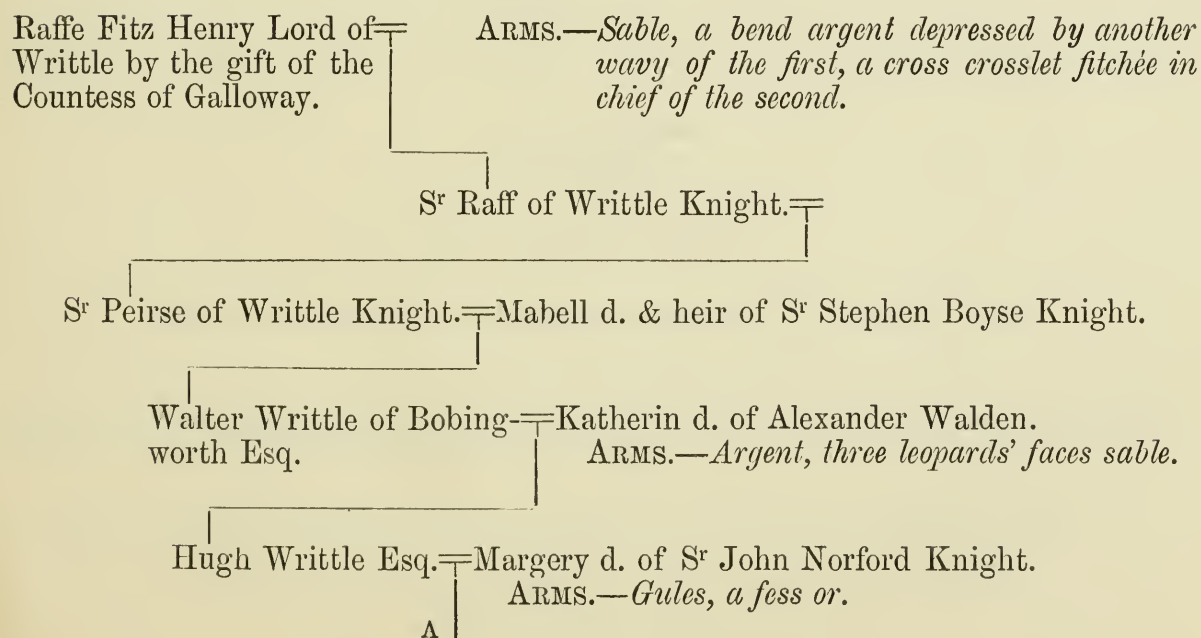 Raffe Fitz Henry Lord of
Writtle by the gift of the
Countess of Galloway.
ARMS.—Sable, a bend argent depressed by another
wavy of the first, a cross crosslet fitchée in
chief of the second.
Sʳ Raff of Writtle Knight.
Sʳ Peirse of Writtle Knight. Mabell d. & heir of Sʳ Stephen Boyse Knight.
Walter Writtle of Bobing- Katherin d. of Alexander Walden.
worth Esq. ARMS.—Argent, three leopards' faces sable.
Hugh Writtle Esq. Margery d. of Sʳ John Norford Knight.
ARMS.—Gules, a fess or.
A